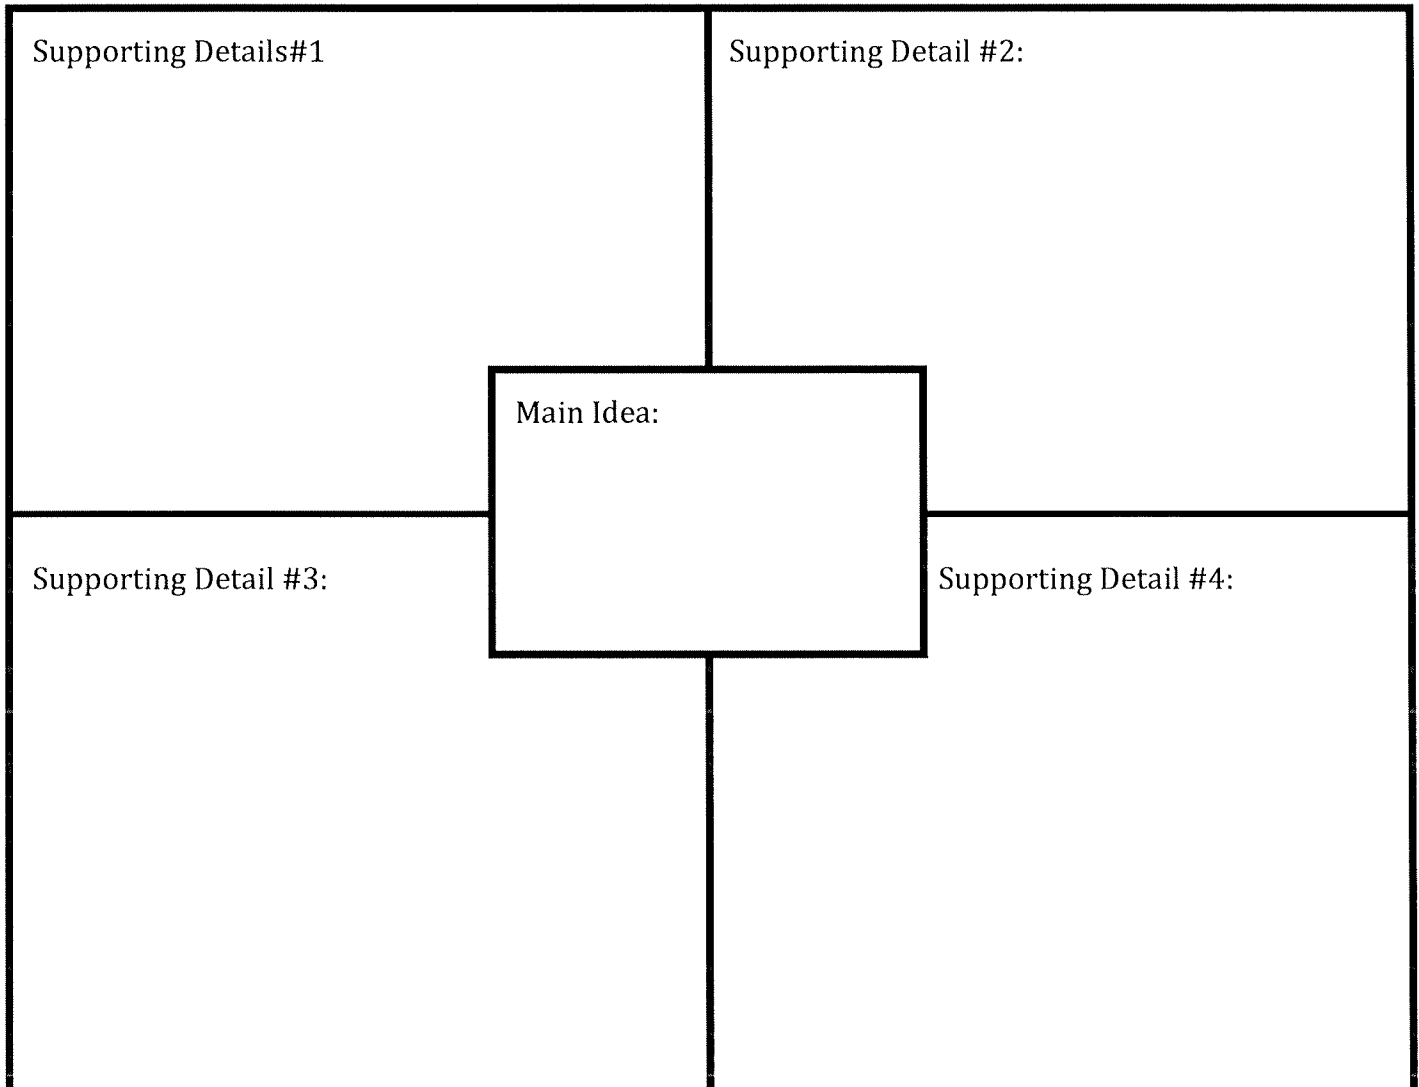 Supporting Details#1
Supporting Detail #2:
Main Idea:
Supporting Detail #3:
Supporting Detail #4: